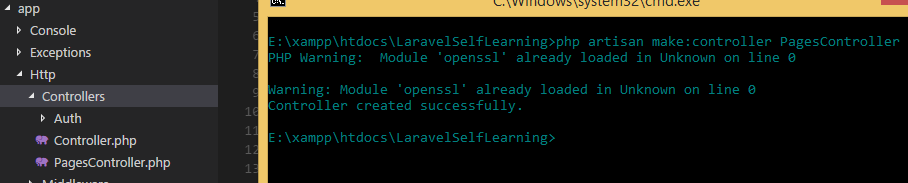 app
Console
Exceptions
Http
Controllers
Auth
Controller.php
PagesController.php
5
6
7
8
9
10
11
12
13
C:\Windows\system32\cmd.exe
E:\xampp\htdocs\LaravelSelfLearning>php artisan make:controller PagesController
PHP Warning:  Module 'openssl' already loaded in Unknown on line 0
Warning: Module 'openssl' already loaded in Unknown on line 0
Controller created successfully.
E:\xampp\htdocs\LaravelSelfLearning>